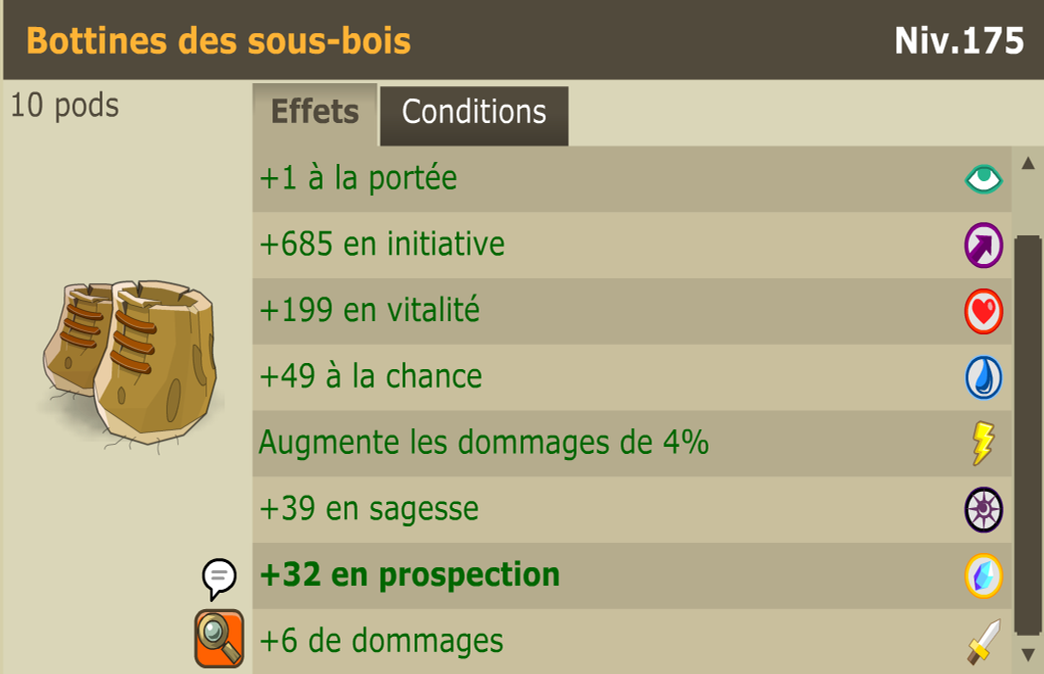 Bottines des sous-bois
Niv.175
10 pods
Effets
Conditions
+1 à la portée
+685 en initiative
+199 en vitalité
+49 à la chance
Augmente les dommages de 4%
+39 en sagesse
+32 en prospection
+6 de dommages